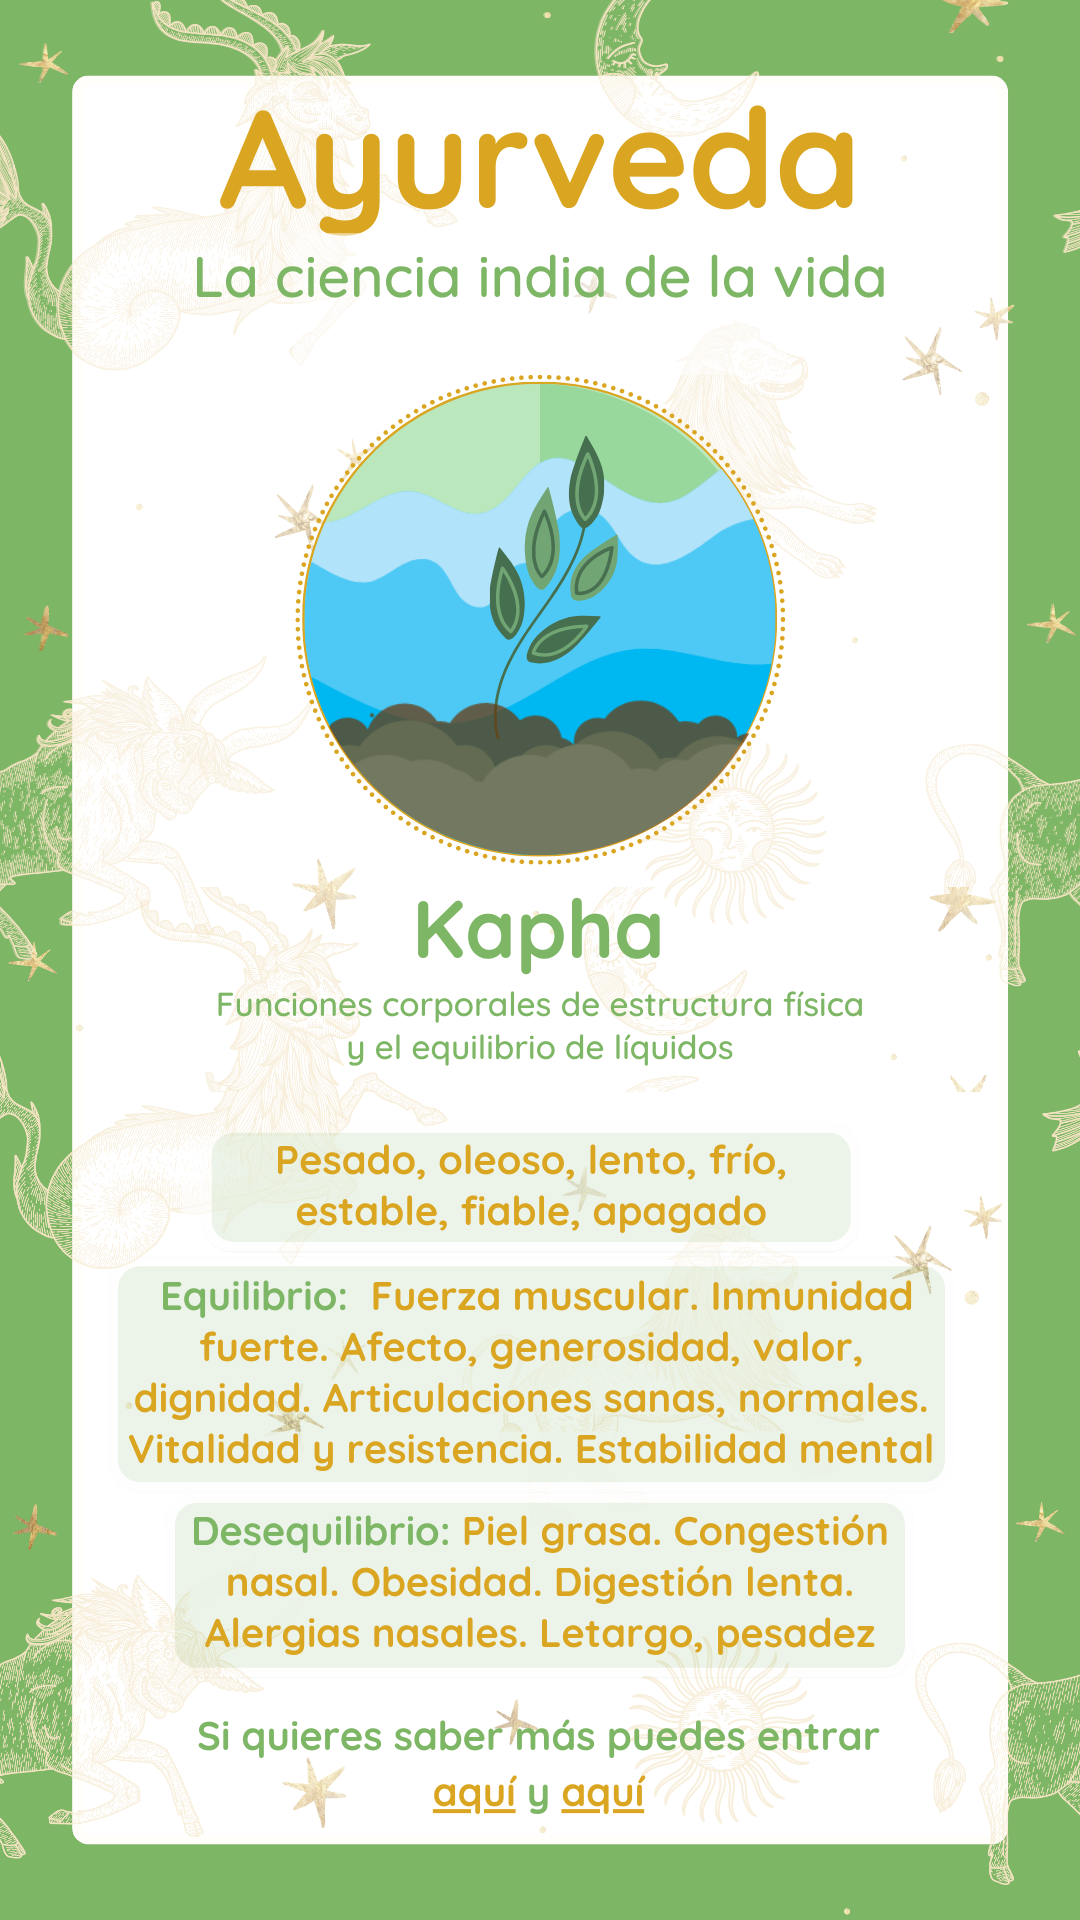 Ayurveda
La ciencia india de la vida
Kapha
Funciones corporales de estructura física
y el equilibrio de líquidos
Pesado, oleoso, lento, frío,
estable, fiable, apagado
Equilibrio: Fuerza muscular. Inmunidad
fuerte. Afecto, generosidad, valor,
dignidad. Articulaciones sanas, normales.
Vitalidad y resistencia. Estabilidad mental
Desequilibrio: Piel grasa. Congestión
nasal. Obesidad. Digestión lenta.
Alergias nasales. Letargo, pesadez
Si quieres saber más puedes entrar
aquí y aquí